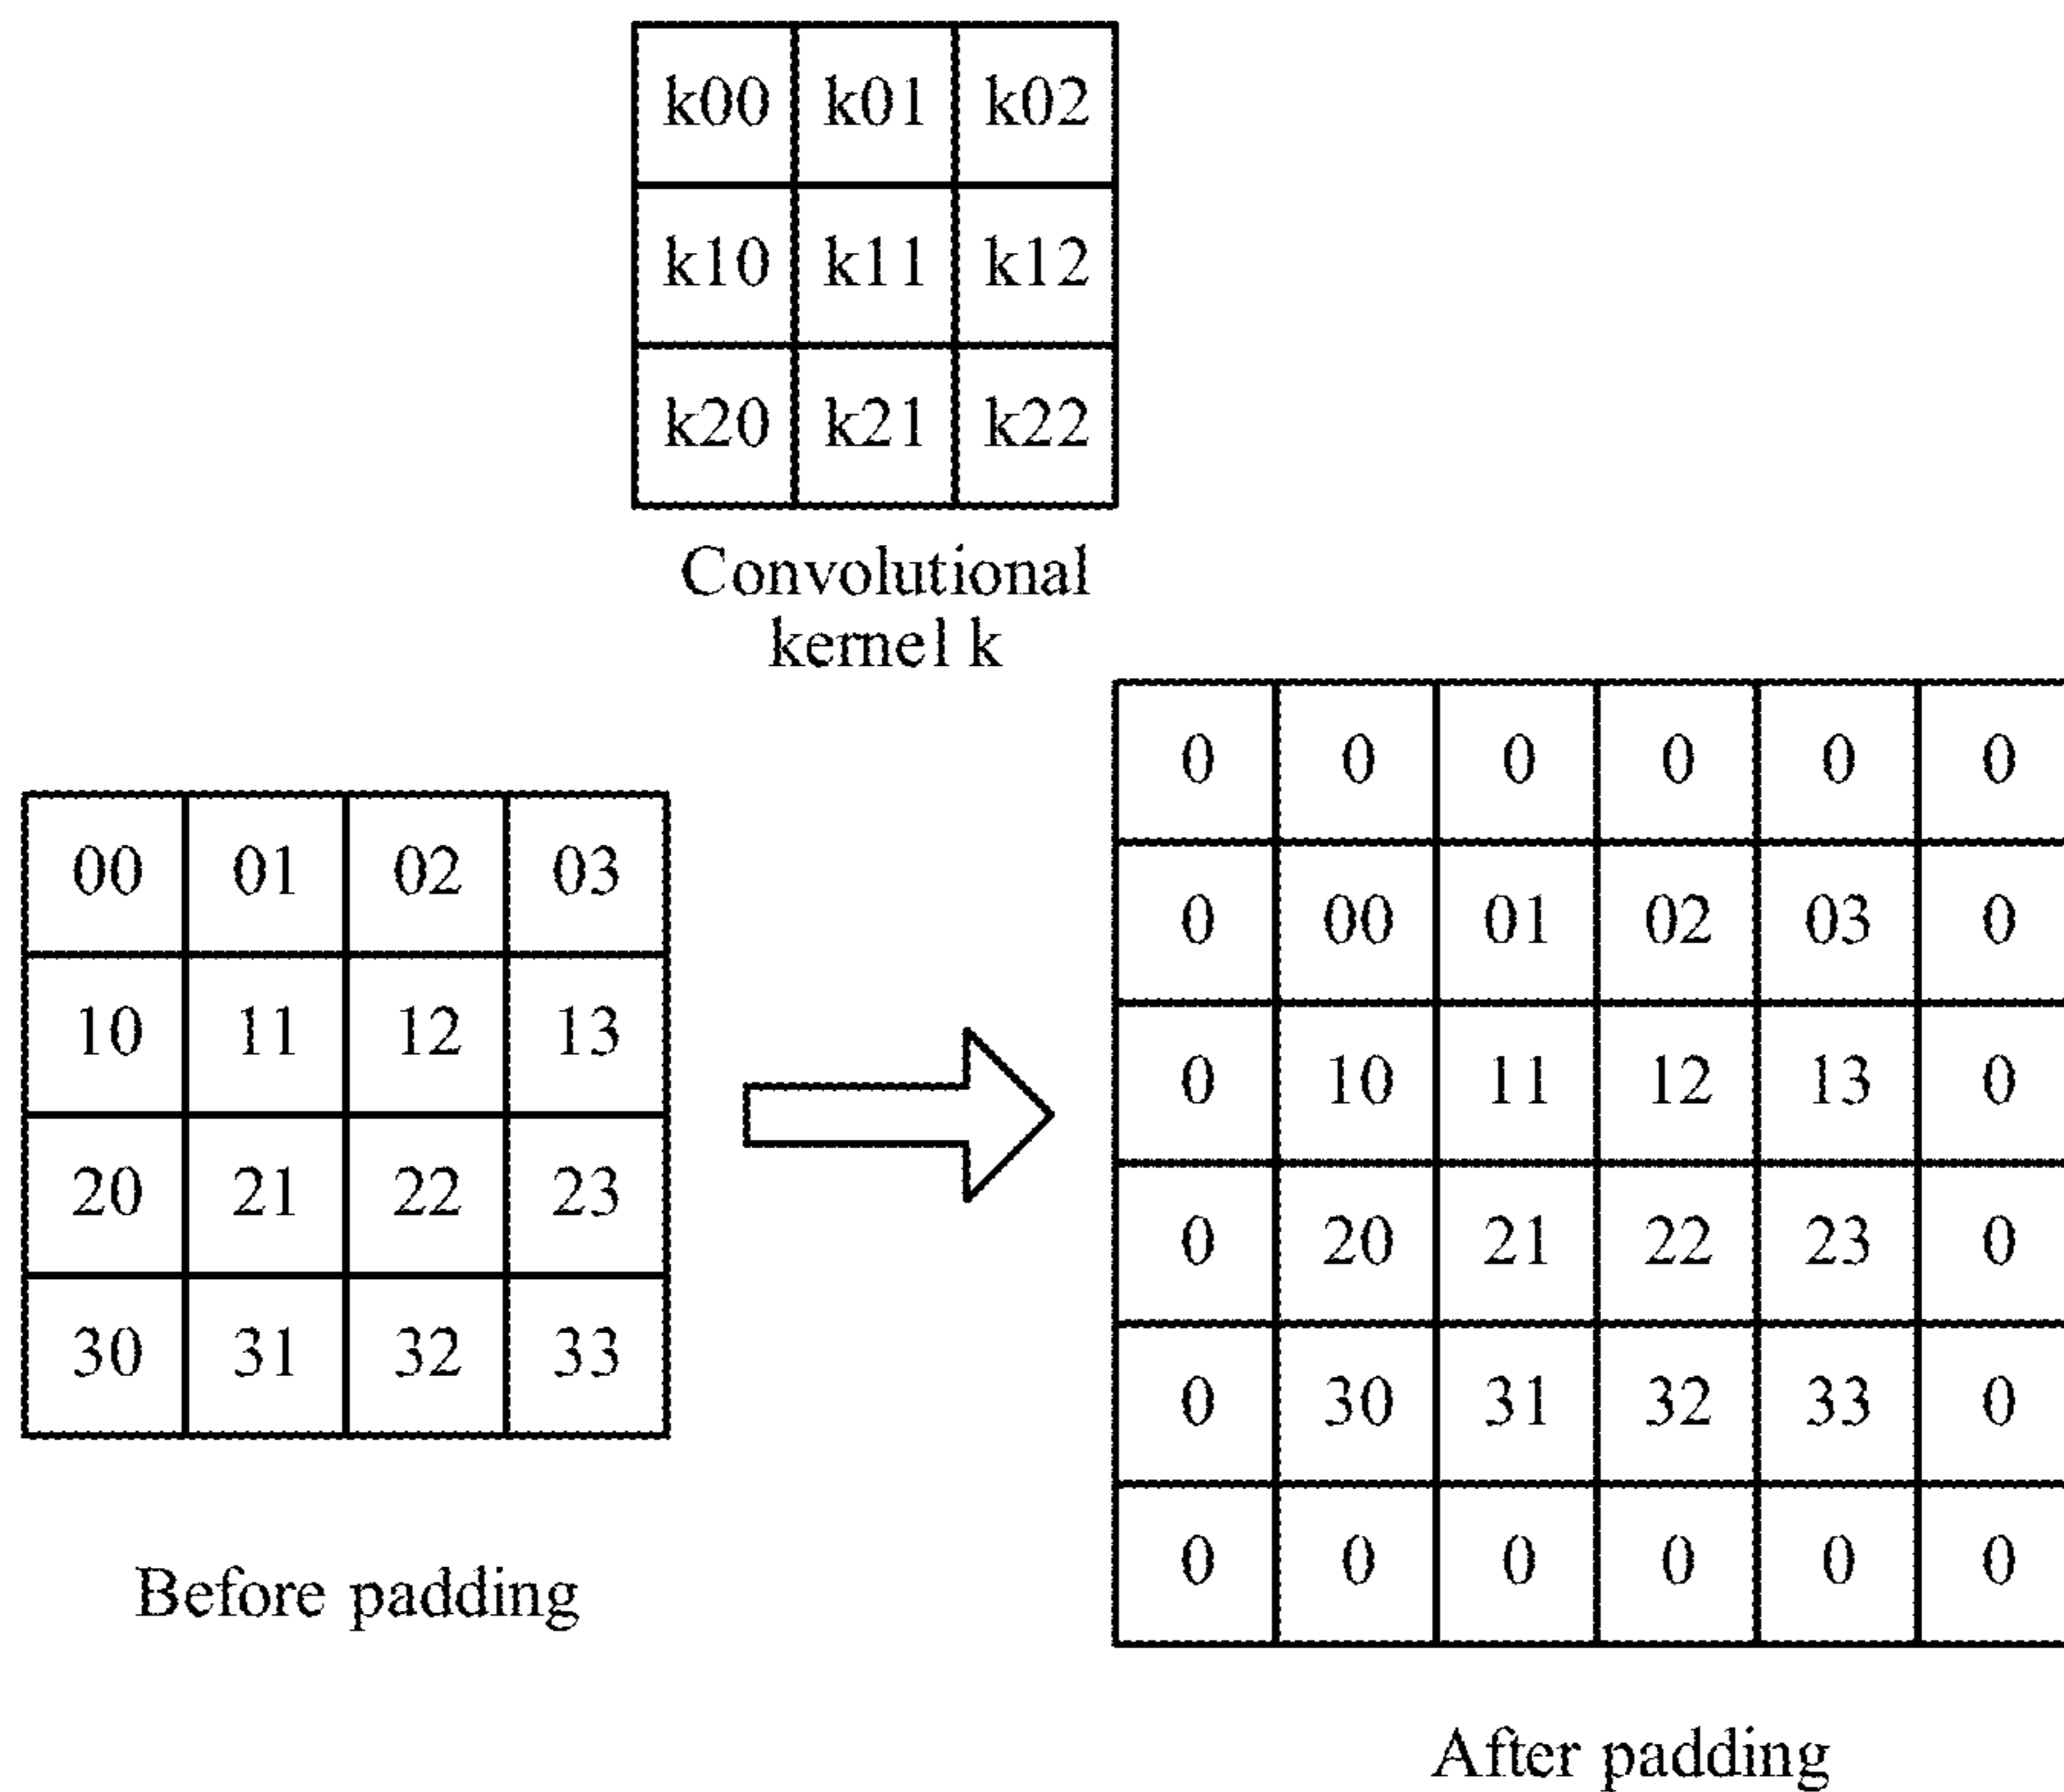 k00 k01 k02
k10 k11 k12
k20 k21 k22
Convolutional
kernel k
00 01 02 03
10 11 12 13
20 21 22 23
30 31 32 33
Before padding
0 0 0 0 0 0
0 00 01 02 03 0
0 10 11 12 13 0
0 20 21 22 23 0
0 30 31 32 33 0
0 0 0 0 0 0
After padding